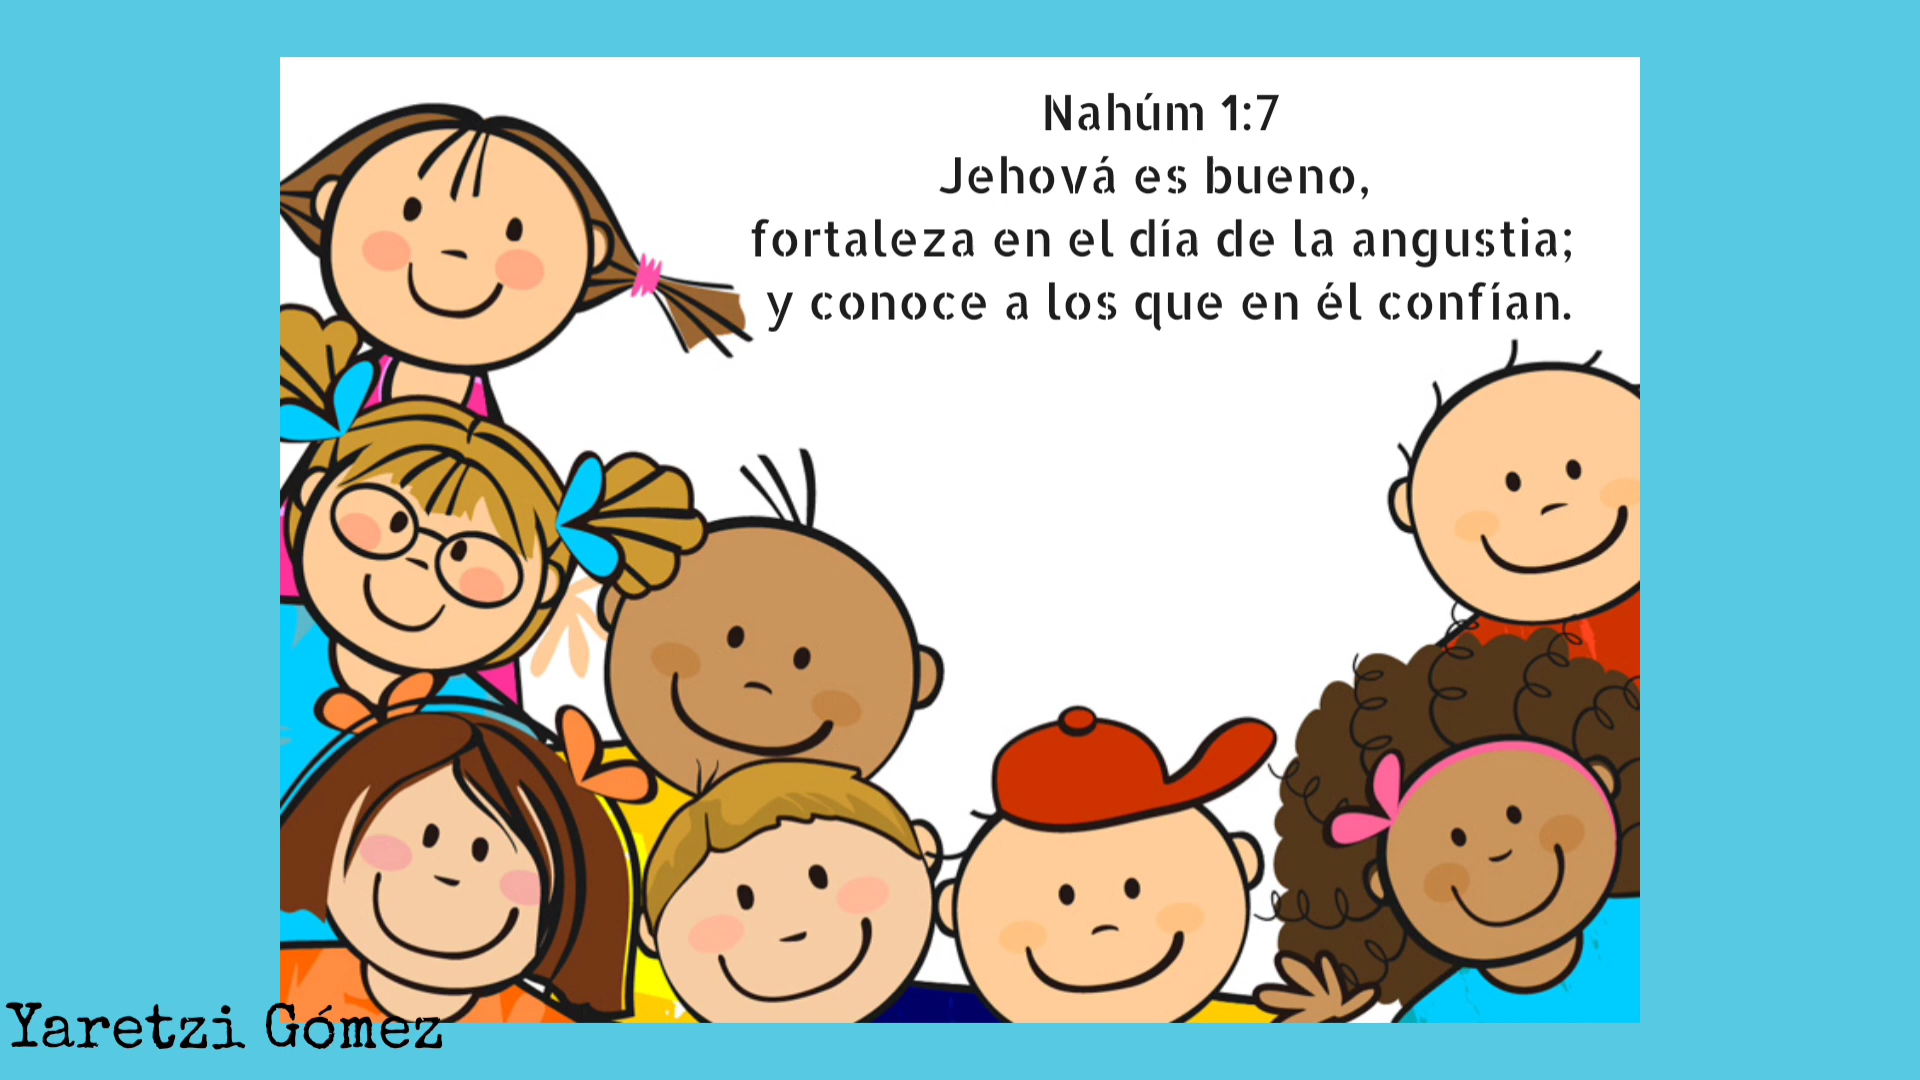 Nahúm 1:7
Jehová es bueno,
fortaleza en el día de la angustia;
y conoce a los que en él confían.
Yaretzi Gómez